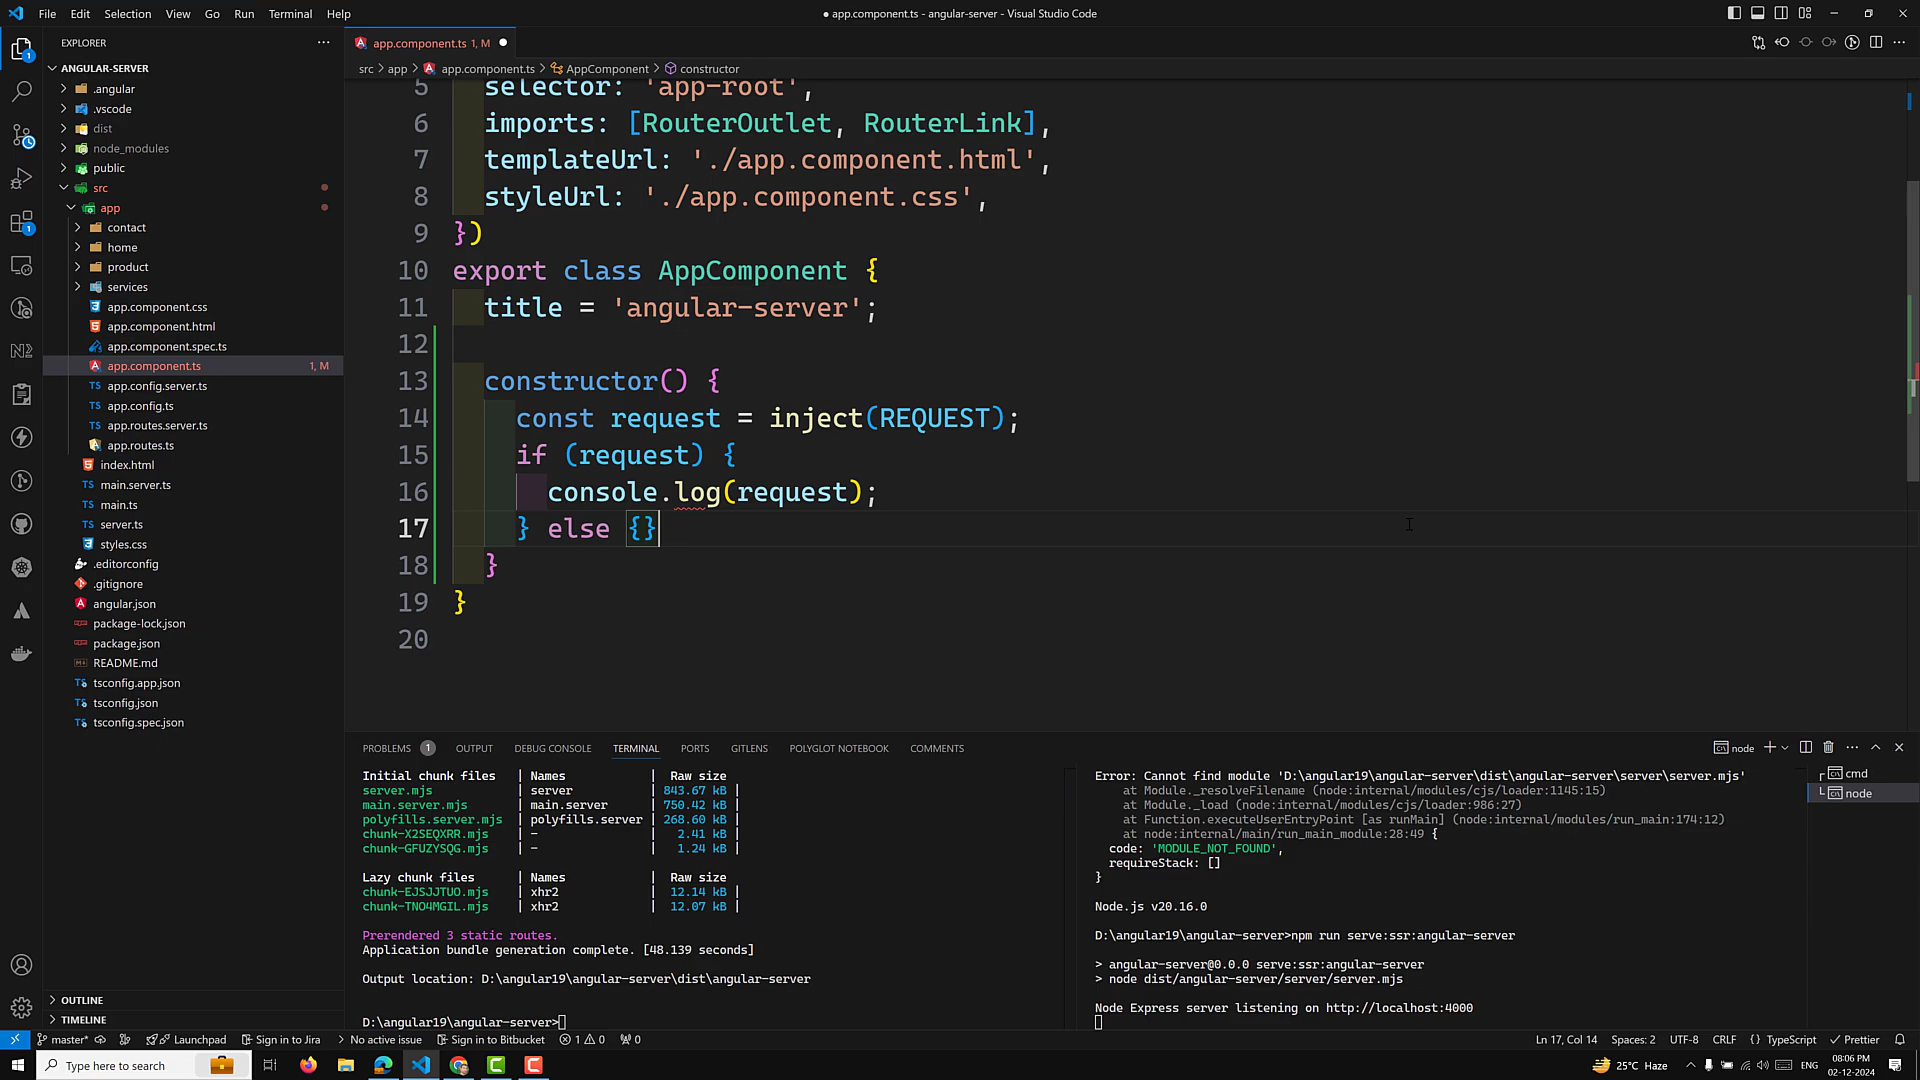 File Edit Selection View Go Run Terminal Help
● app.component.ts - angular-server - Visual Studio Code
EXPLORER
ANGULAR-SERVER
.angular
.vscode
dist
node_modules
public
src
app
contact
home
product
services
app.component.css
app.component.html
app.component.spec.ts
app.component.ts 1, M
app.config.server.ts
app.config.ts
app.routes.server.ts
app.routes.ts
index.html
main.server.ts
main.ts
server.ts
styles.css
.editorconfig
.gitignore
angular.json
package-lock.json
package.json
README.md
tsconfig.app.json
tsconfig.json
tsconfig.spec.json
OUTLINE
TIMELINE
app.component.ts 1, M
src > app > app.component.ts > AppComponent > constructor
5 selector: 'app-root',
6 imports: [RouterOutlet, RouterLink],
7 templateUrl: './app.component.html',
8 styleUrl: './app.component.css',
9 })
10 export class AppComponent {
11 title = 'angular-server';
12
13 constructor() {
14 const request = inject(REQUEST);
15 if (request) {
16 console.log(request);
17 } else {}
18 }
19 }
20
PROBLEMS 1 OUTPUT DEBUG CONSOLE TERMINAL PORTS GITLENS POLYGLOT NOTEBOOK COMMENTS
node
Initial chunk files | Names | Raw size
server.mjs | server | 843.67 kB |
main.server.mjs | main.server | 750.42 kB |
polyfills.server.mjs | polyfills.server | 268.60 kB |
chunk-X2SEQXRR.mjs | - | 2.41 kB |
chunk-GFUZYSQG.mjs | - | 1.24 kB |
Lazy chunk files | Names | Raw size
chunk-EJSJJTUO.mjs | xhr2 | 12.14 kB |
chunk-TNO4MGIL.mjs | xhr2 | 12.07 kB |
Prerendered 3 static routes.
Application bundle generation complete. [48.139 seconds]
Output location: D:\angular19\angular-server\dist\angular-server
D:\angular19\angular-server>
Error: Cannot find module 'D:\angular19\angular-server\dist\angular-server\server\server.mjs'
at Module._resolveFilename (node:internal/modules/cjs/loader:1145:15)
at Module._load (node:internal/modules/cjs/loader:986:27)
at Function.executeUserEntryPoint [as runMain] (node:internal/modules/run_main:174:12)
at node:internal/main/run_main_module:28:49 {
code: 'MODULE_NOT_FOUND',
requireStack: []
}
Node.js v20.16.0
D:\angular19\angular-server>npm run serve:ssr:angular-server
> angular-server@0.0.0 serve:ssr:angular-server
> node dist/angular-server/server/server.mjs
Node Express server listening on http://localhost:4000
cmd
node
master* Launchpad Sign in to Jira No active issue Sign in to Bitbucket 1 0 0
Ln 17, Col 14 Spaces: 2 UTF-8 CRLF {} TypeScript Prettier
Type here to search
25°C Haze
ENG
08:06 PM
02-12-2024